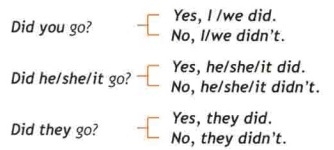 Did you go?
Yes, I /we did.
No, I/we didn't.
Did he/she/it go?
Yes, he/she/it did.
No, he/she/it didn't.
Did they go?
Yes, they did.
No, they didn't.